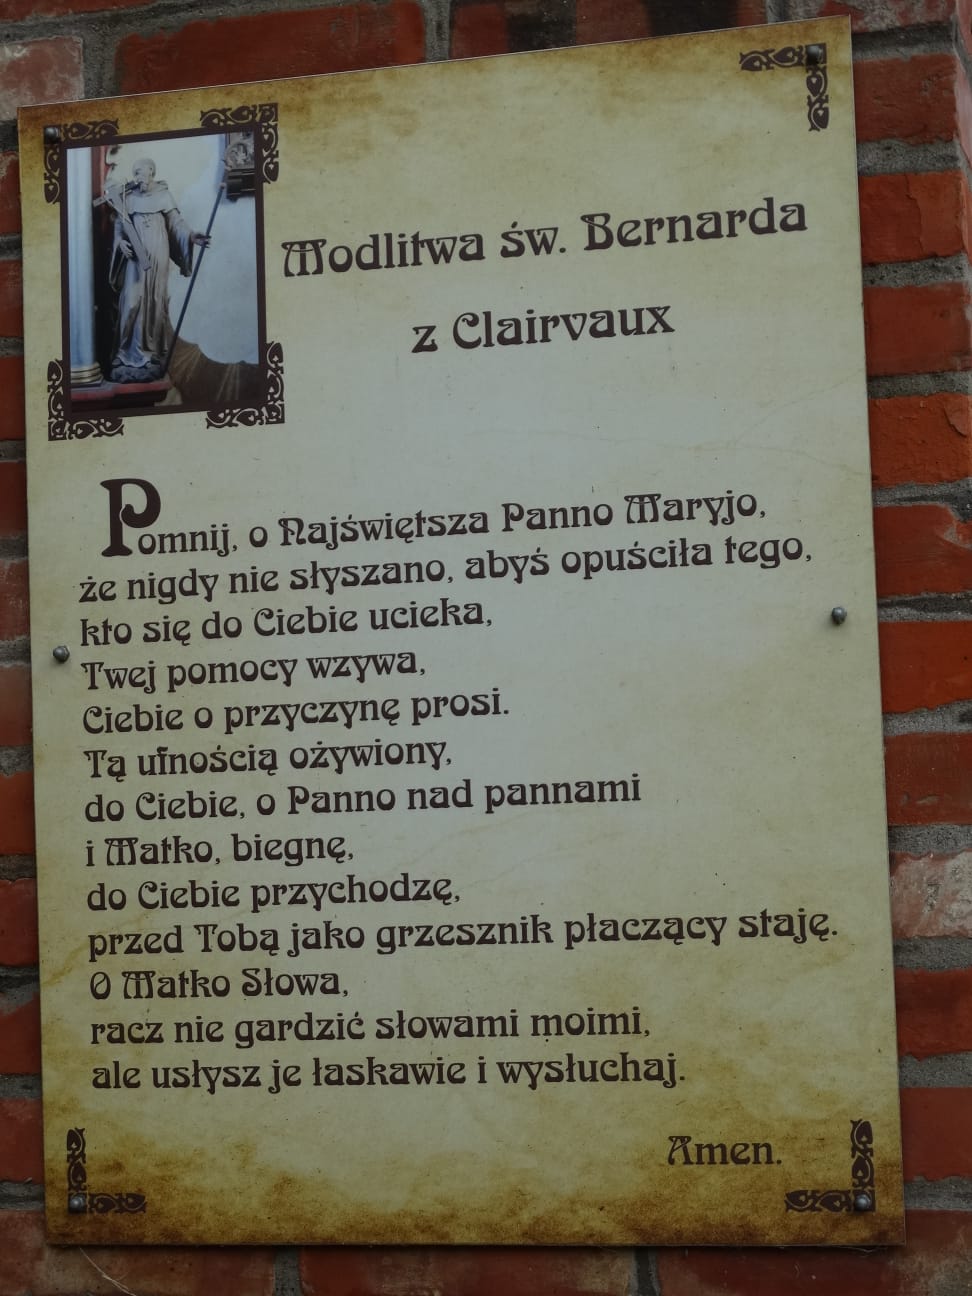 Modlitwa św. Bernarda
z Clairvaux
Pomnij, o Najświętsza Panno Maryjo,
że nigdy nie słyszano, abyś opuściła tego,
kto się do Ciebie ucieka,
Twej pomocy wzywa,
Ciebie o przyczynę prosi.
Tą ufnością ożywiony,
do Ciebie, o Panno nad pannami
i Matko, biegnę,
do Ciebie przychodzę,
przed Tobą jako grzesznik płaczący staję.
O Matko Słowa,
racz nie gardzić słowami moimi,
ale usłysz je łaskawie i wysłuchaj.
Amen.